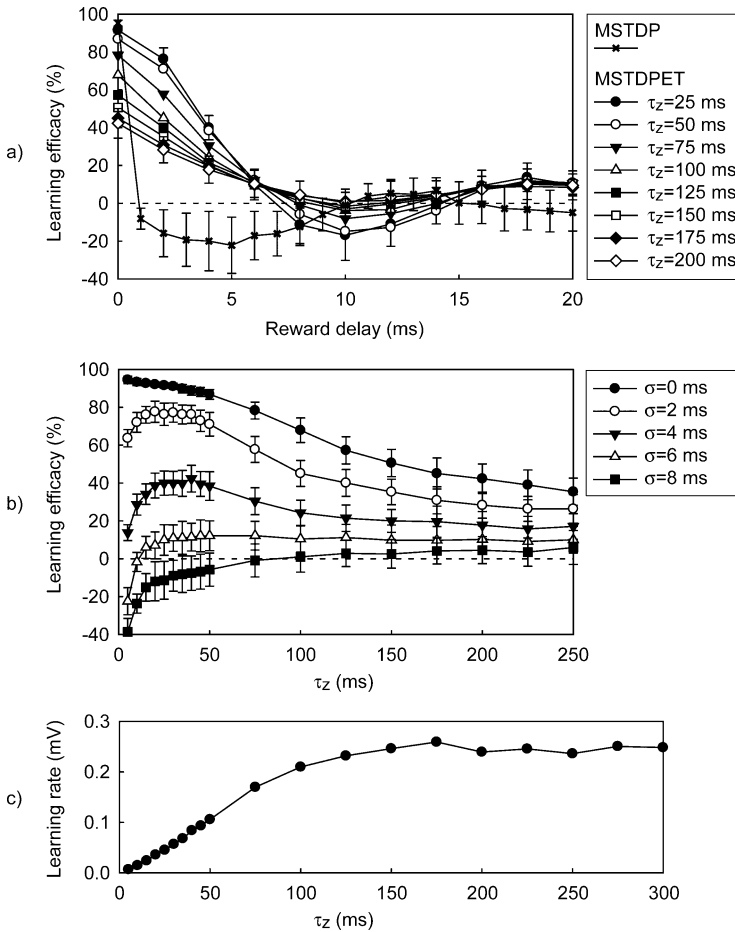 a)
Learning efficacy (%)
100
80
60
40
20
0
-20
-40
0
5
10
15
20
Reward delay (ms)
MSTDP
MSTDPET
τz=25 ms
τz=50 ms
τz=75 ms
τz=100 ms
τz=125 ms
τz=150 ms
τz=175 ms
τz=200 ms
b)
Learning efficacy (%)
100
80
60
40
20
0
-20
-40
0
50
100
150
200
250
τz (ms)
σ=0 ms
σ=2 ms
σ=4 ms
σ=6 ms
σ=8 ms
c)
Learning rate (mV)
0.3
0.2
0.1
0.0
0
50
100
150
200
250
300
τz (ms)